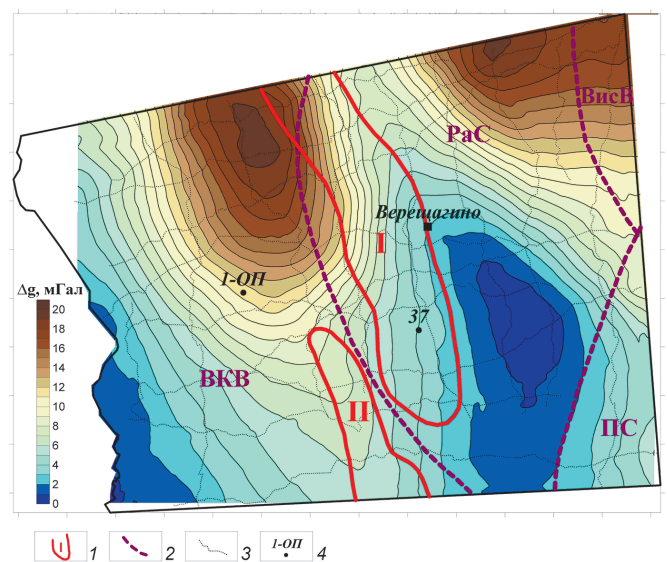 ВисВ
РаС
Верещагино
I
1-ОП
37
Δg, мГал
20
18
16
14
12
10
8
6
4
2
0
ВКВ
II
ПС
I 1
2
3
1-ОП 4